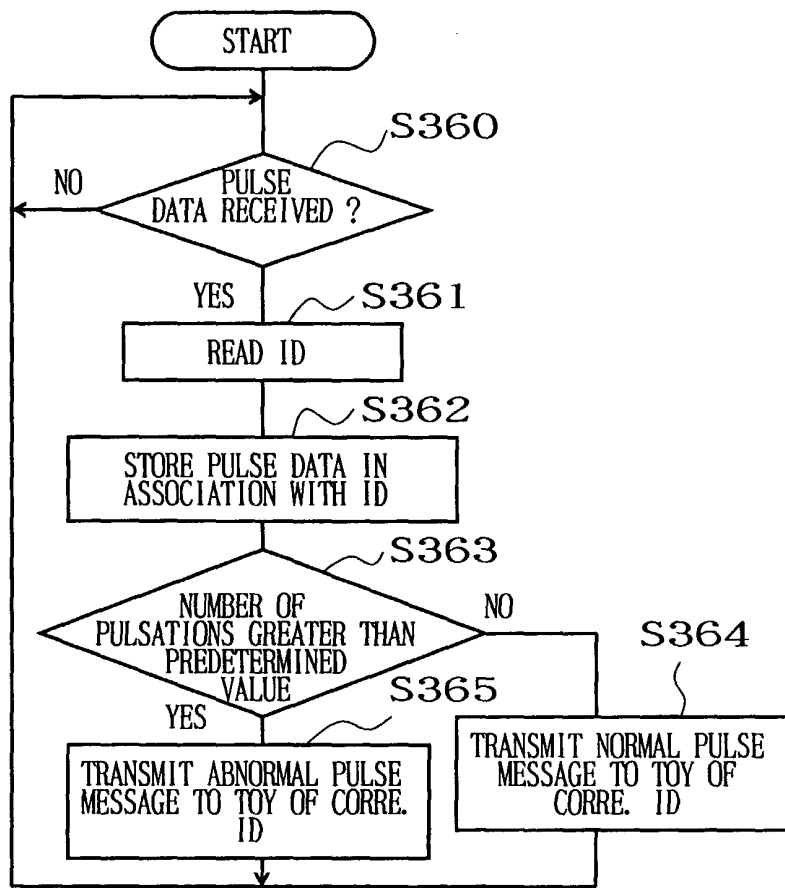 START
S360
NO
PULSE
DATA RECEIVED ?
YES
S361
READ ID
S362
STORE PULSE DATA IN
ASSOCIATION WITH ID
S363
NUMBER OF
PULSATIONS GREATER THAN
PREDETERMINED
VALUE
NO
S364
YES
S365
TRANSMIT ABNORMAL PULSE
MESSAGE TO TOY OF CORRE.
ID
TRANSMIT NORMAL PULSE
MESSAGE TO TOY OF
CORRE. ID